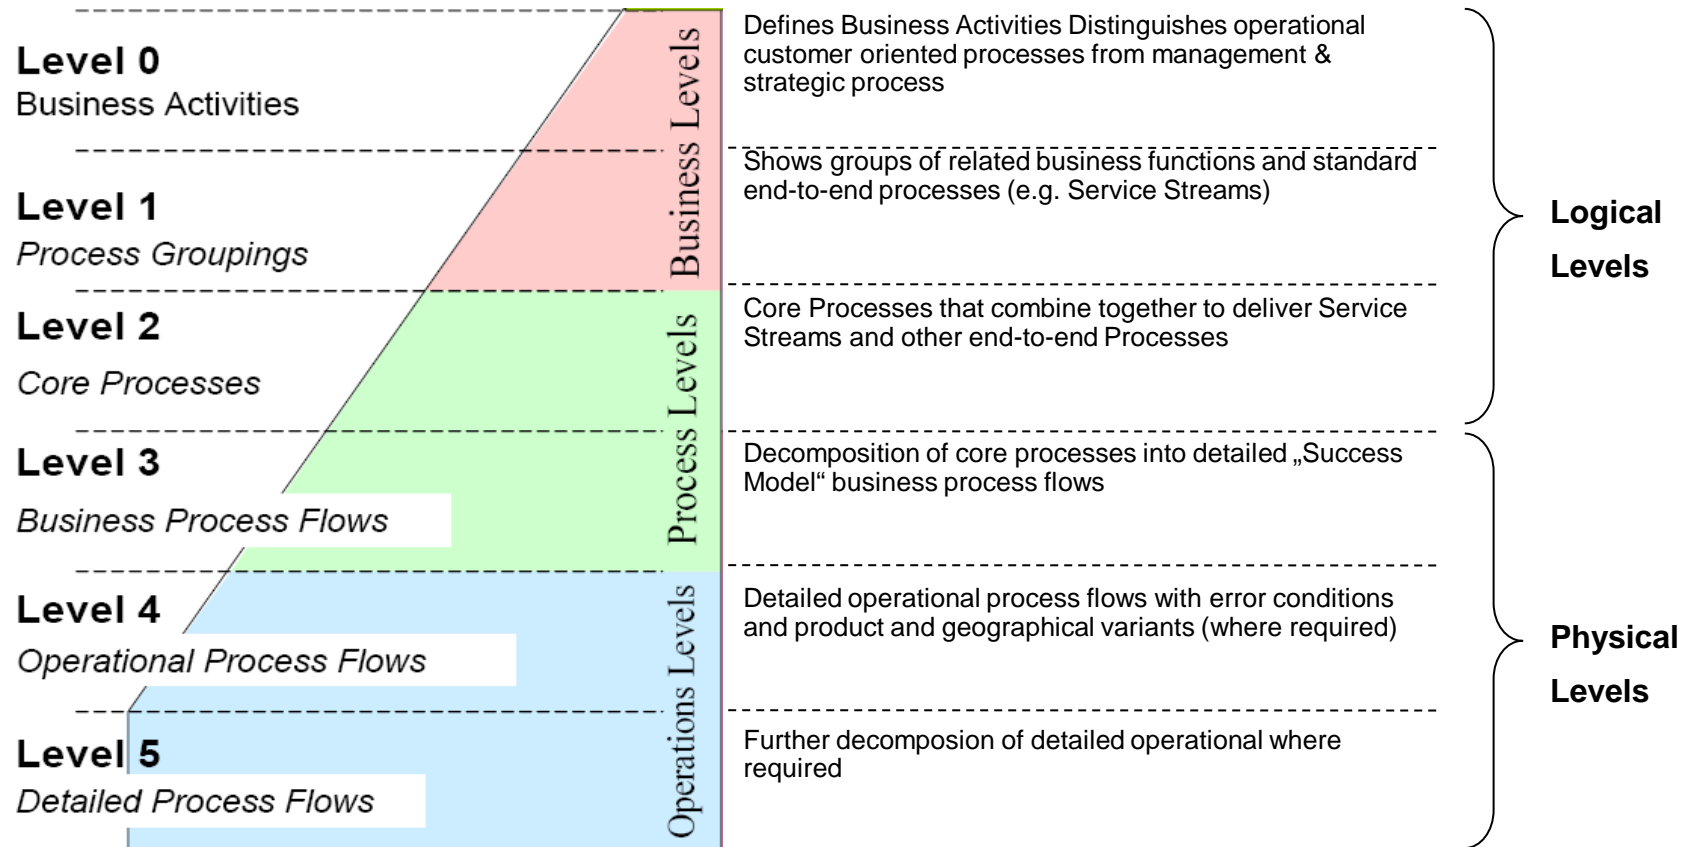 Level 0
Business Activities
Defines Business Activities Distinguishes operational
customer oriented processes from management &
strategic process
Level 1
Process Groupings
Shows groups of related business functions and standard
end-to-end processes (e.g. Service Streams)
Business Levels
Logical
Levels
Level 2
Core Processes
Core Processes that combine together to deliver Service
Streams and other end-to-end Processes
Level 3
Business Process Flows
Decomposition of core processes into detailed „Success
Model“ business process flows
Process Levels
Level 4
Operational Process Flows
Detailed operational process flows with error conditions
and product and geographical variants (where required)
Physical
Levels
Level 5
Detailed Process Flows
Further decomposion of detailed operational where
required
Operations Levels